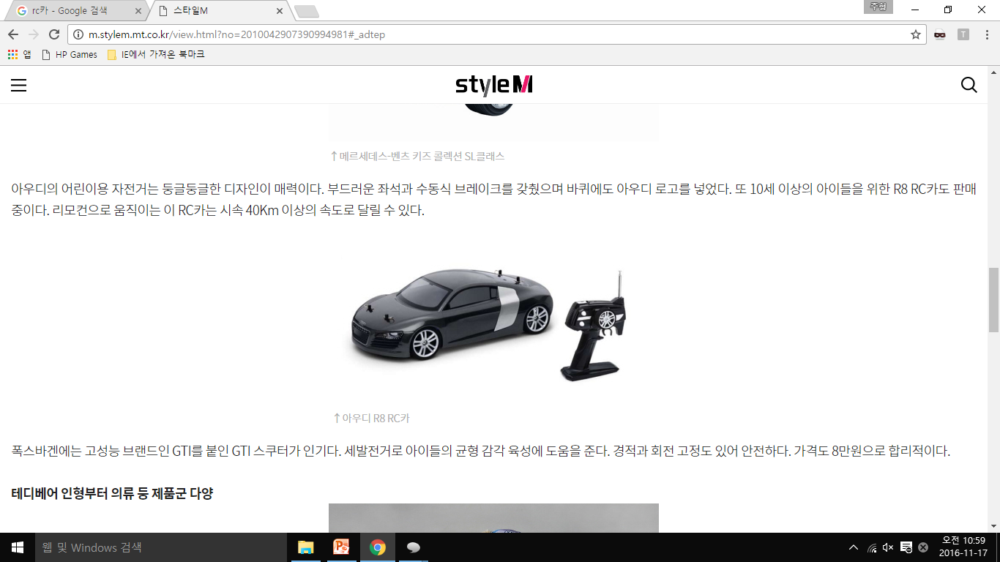 rc카 - Google 검색
스타일M
주형
m.stylem.mt.co.kr/view.html?no=2010042907390994981#_adtep
앱
HP Games
IE에서 가져온 북마크
T
styleM
↑메르세데스-벤츠 키즈 콜렉션 SL클래스
아우디의 어린이용 자전거는 둥글둥글한 디자인이 매력이다. 부드러운 좌석과 수동식 브레이크를 갖췄으며 바퀴에도 아우디 로고를 넣었다. 또 10세 이상의 아이들을 위한 R8 RC카도 판매
중이다. 리모컨으로 움직이는 이 RC카는 시속 40Km 이상의 속도로 달릴 수 있다.
↑아우디 R8 RC카
폭스바겐에는 고성능 브랜드인 GTI를 붙인 GTI 스쿠터가 인기다. 세발전거로 아이들의 균형 감각 육성에 도움을 준다. 경적과 회전 고정도 있어 안전하다. 가격도 8만원으로 합리적이다.
테디베어 인형부터 의류 등 제품군 다양
웹 및 Windows 검색
오전 10:59
2016-11-17